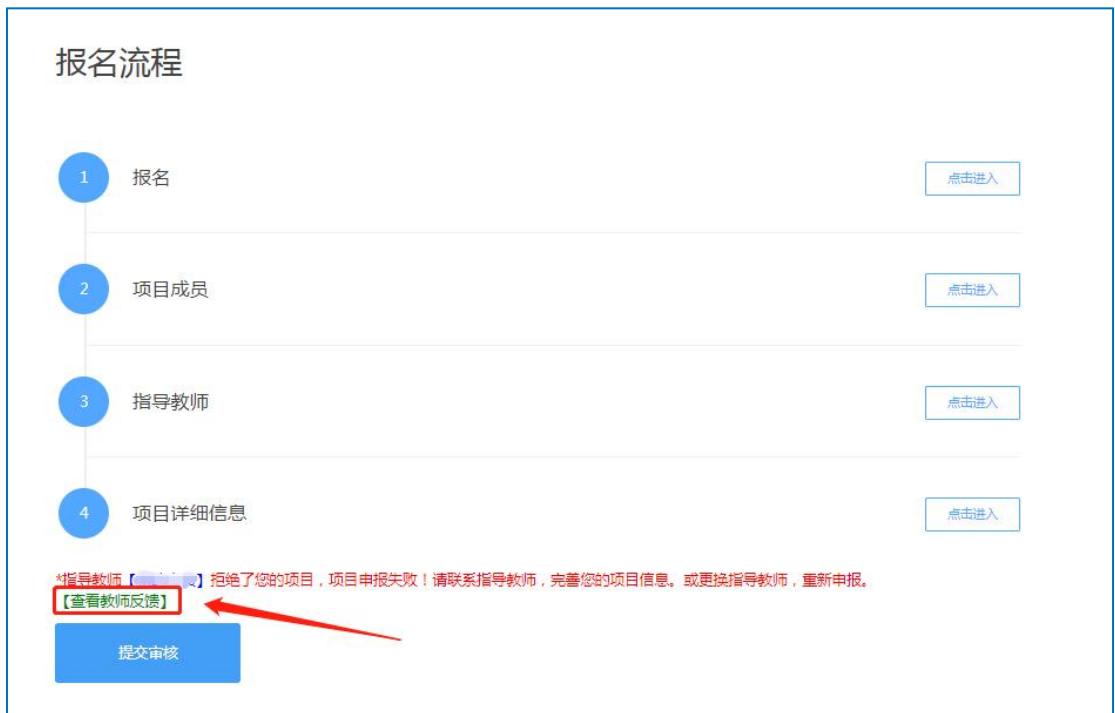 报名流程
1 报名 点击进入
2 项目成员 点击进入
3 指导教师 点击进入
4 项目详细信息 点击进入
*指导教师【】拒绝了您的项目，项目申报失败！请联系指导教师，完善您的项目信息。或更换指导教师，重新申报。
【查看教师反馈】
提交审核